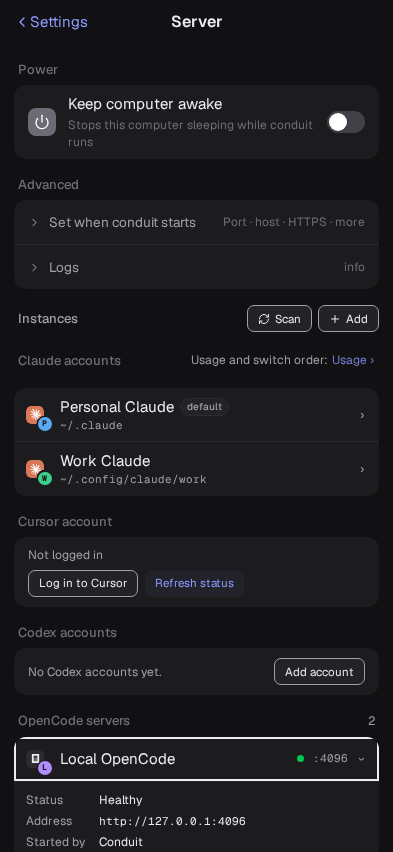 Settings
Server
Power
Keep computer awake
Stops this computer sleeping while conduit
runs
Advanced
Set when conduit starts Port · host · HTTPS · more
Logs info
Instances Scan Add
Claude accounts Usage and switch order: Usage ›
Personal Claude default
P ~/.claude
Work Claude
W ~/.config/claude/work
Cursor account
Not logged in
Log in to Cursor Refresh status
Codex accounts
No Codex accounts yet. Add account
OpenCode servers 2
Local OpenCode :4096
L
Status Healthy
Address http://127.0.0.1:4096
Started by Conduit